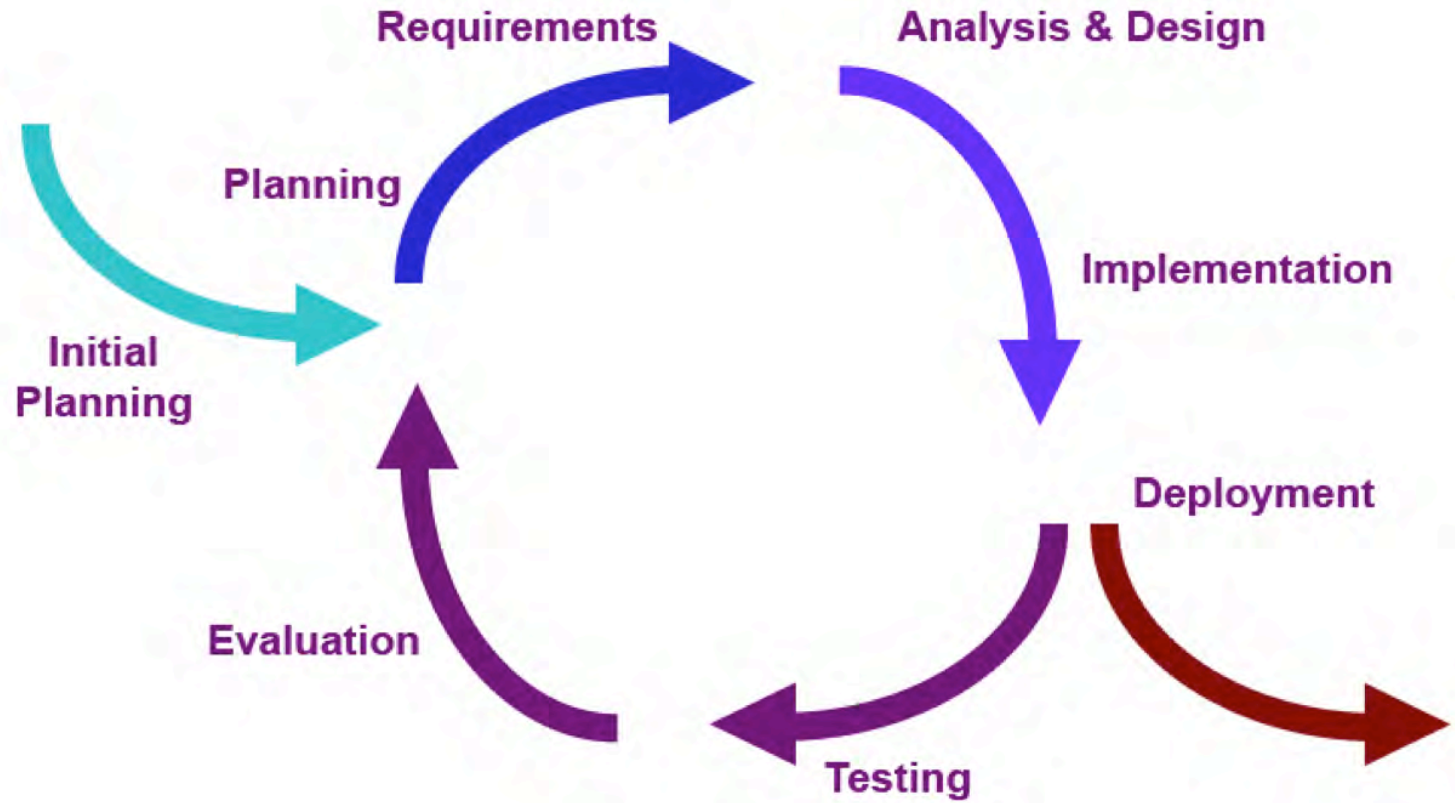 Requirements
Analysis & Design
Planning
Implementation
Initial
Planning
Deployment
Evaluation
Testing